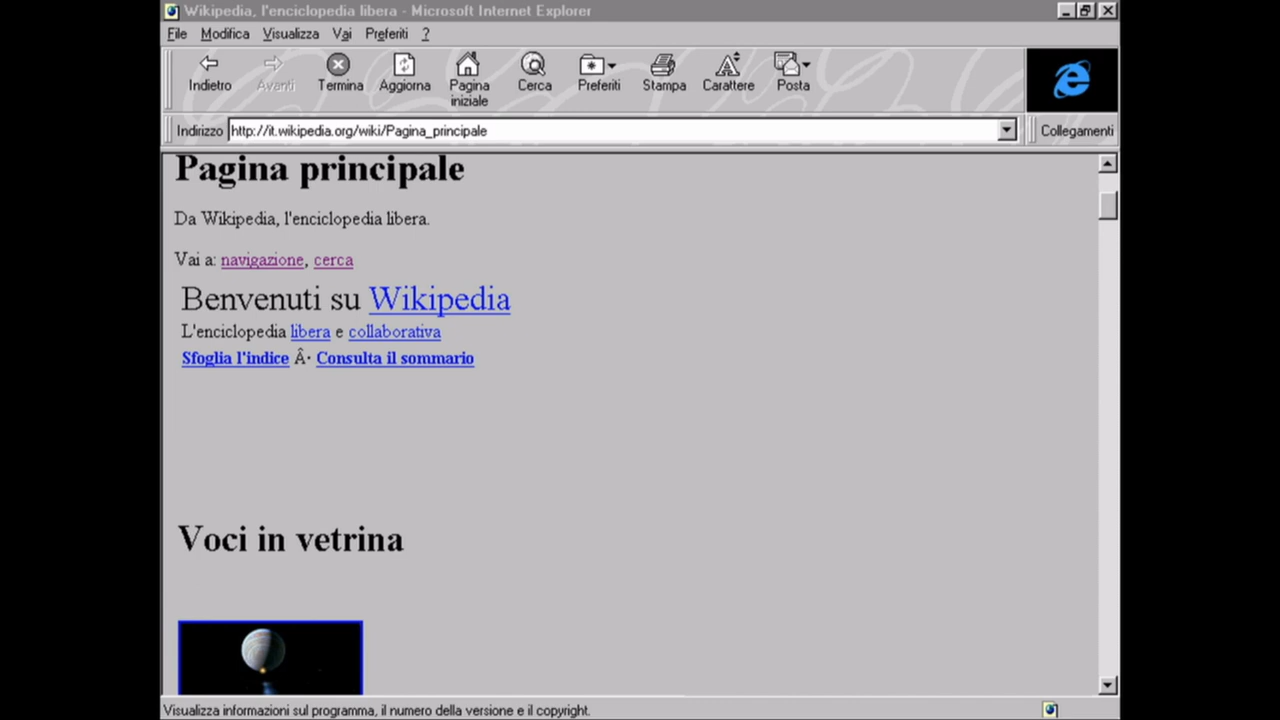 Wikipedia, l'enciclopedia libera - Microsoft Internet Explorer
File Modifica Visualizza Vai Preferiti ?
Indietro Avanti Termina Aggiorna Pagina iniziale Cerca Preferiti Stampa Carattere Posta
Indirizzo http://it.wikipedia.org/wiki/Pagina_principale Collegamenti
Pagina principale
Da Wikipedia, l'enciclopedia libera.
Vai a: navigazione, cerca
Benvenuti su Wikipedia
L'enciclopedia libera e collaborativa
Sfoglia l'indice Â· Consulta il sommario
Voci in vetrina
Visualizza informazioni sul programma, il numero della versione e il copyright.